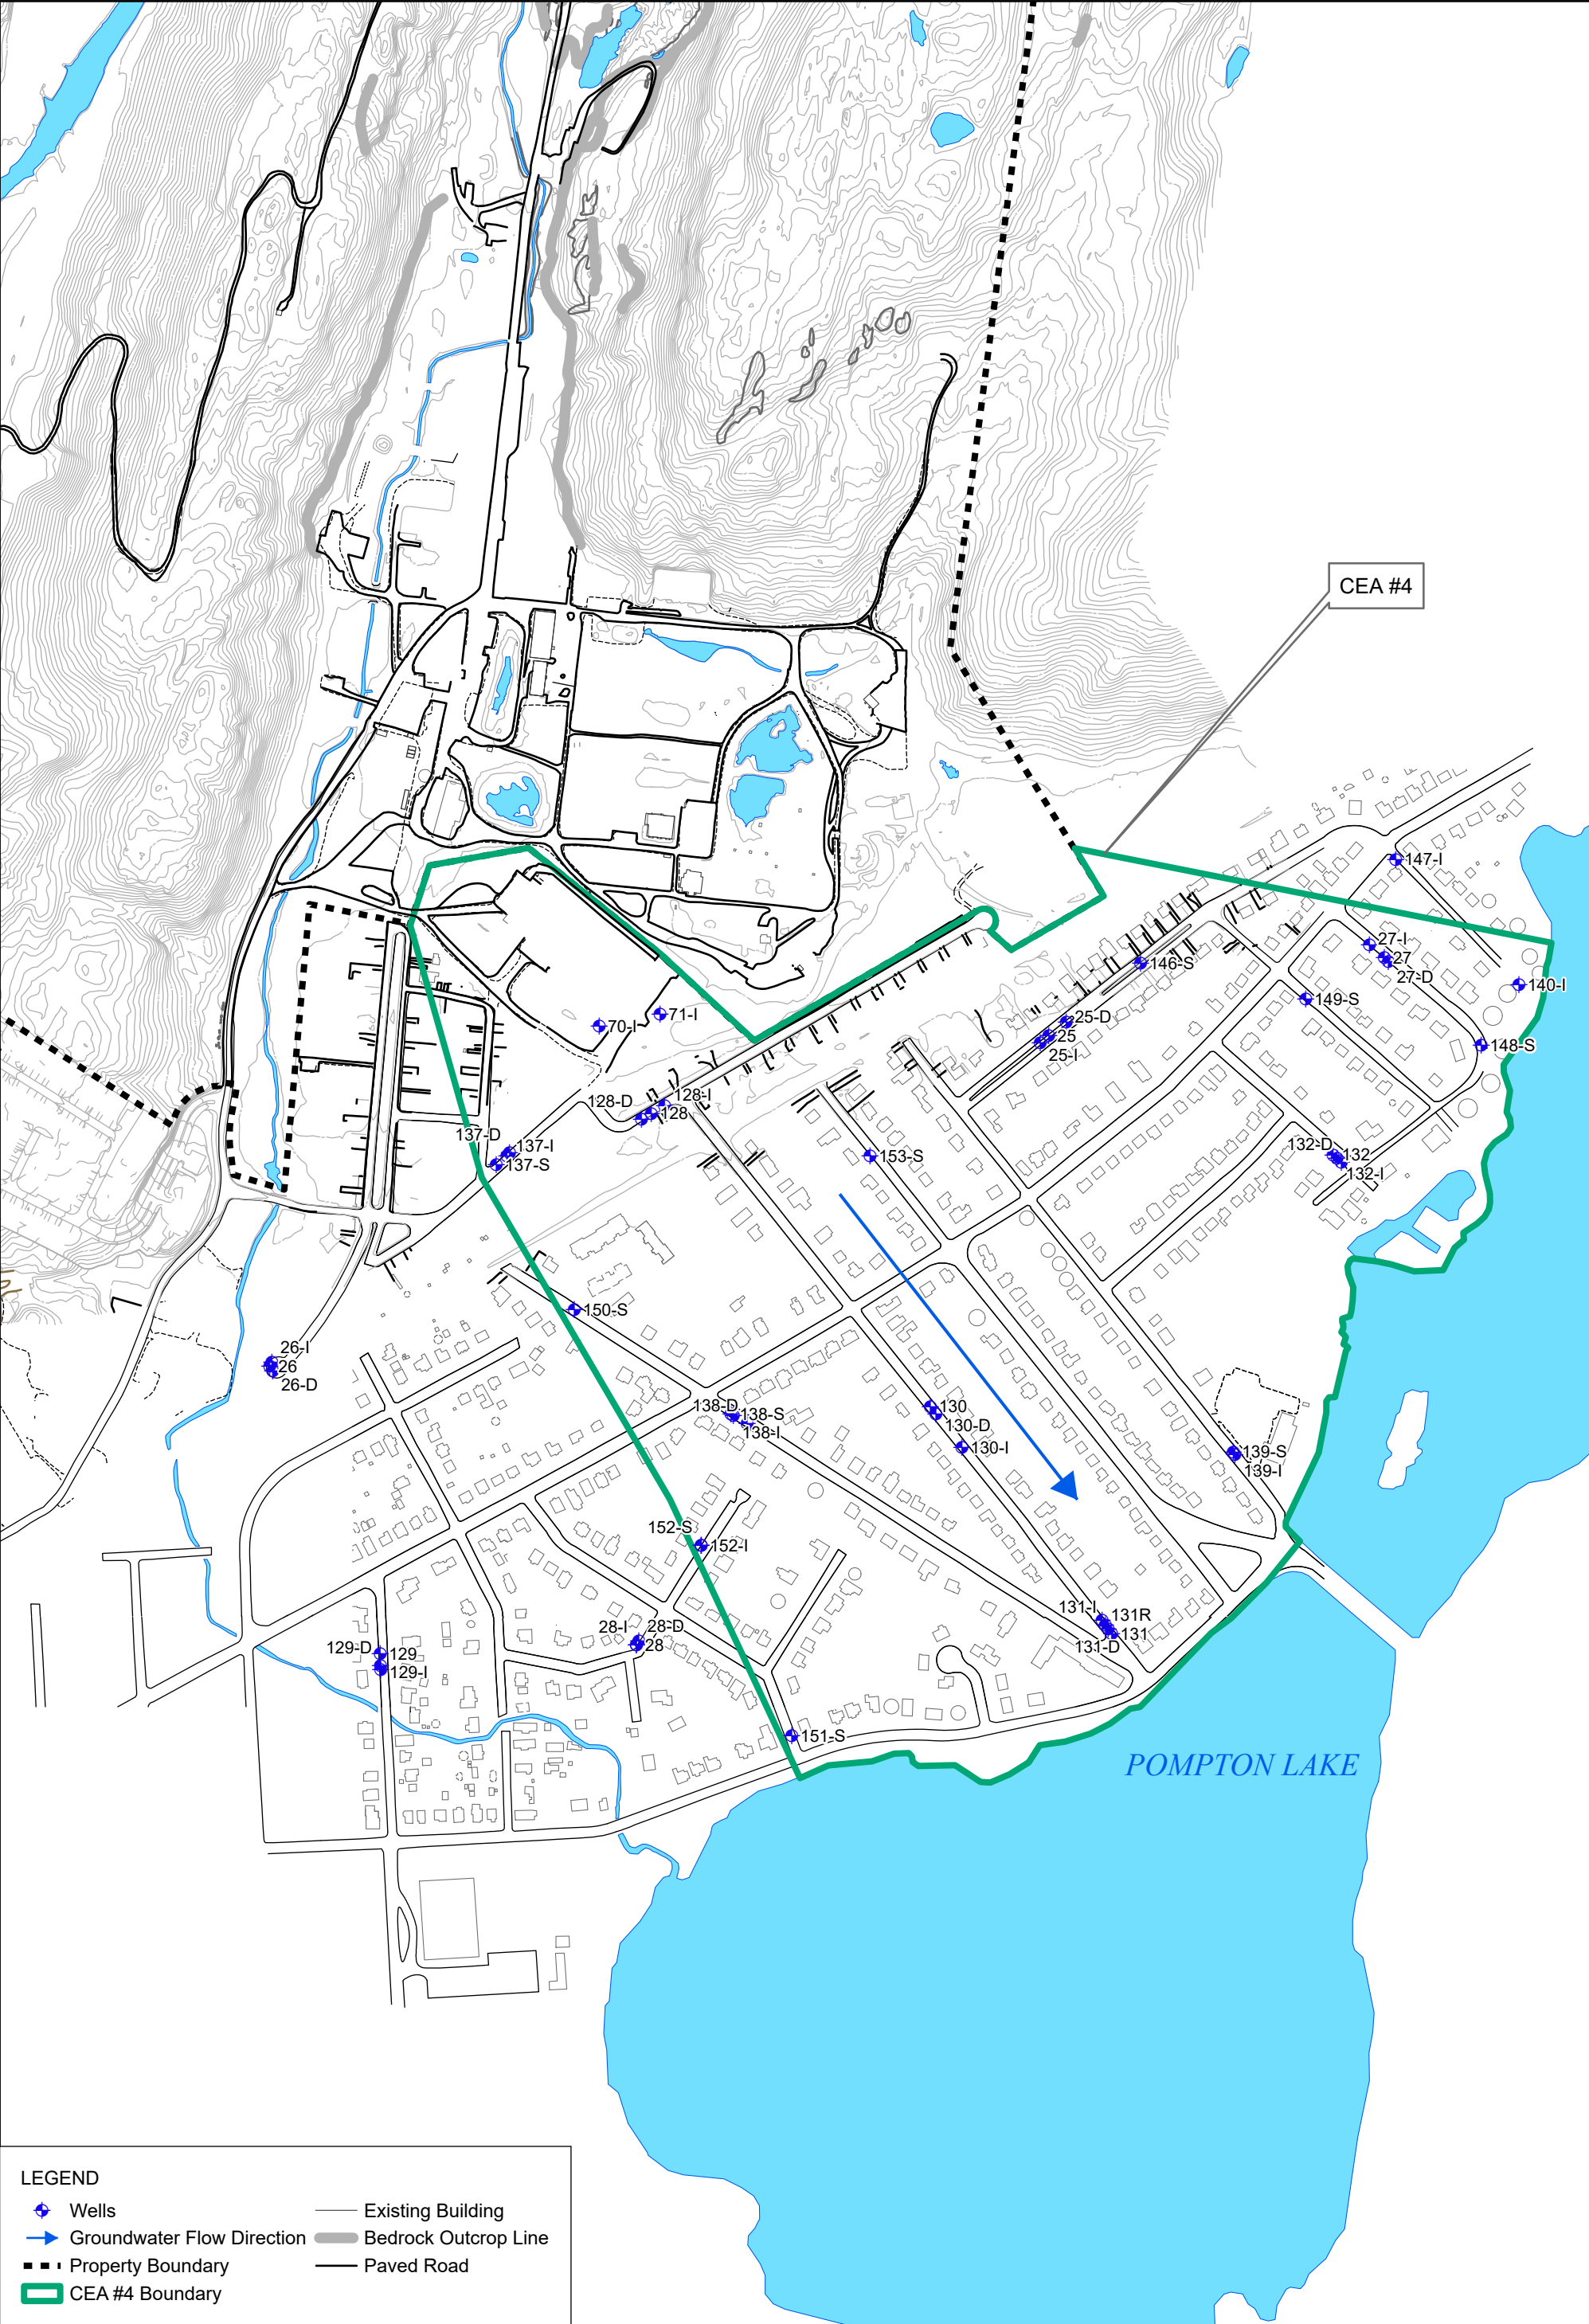 CEA #4
147-I
27-I
27
27-D
146-S
140-I
149-S
71-I
70-I
25-D
25
25-I
148-S
128-I
128-D
128
137-D
137-I
137-S
153-S
132-D
132
132-I
150-S
26-I
26
26-D
138-D
138-S
138-I
130
130-D
130-I
139-S
139-I
152-S
152-I
131-I
131R
131
131-D
28-I
28-D
28
129-D
129
129-I
151-S
POMPTON LAKE
LEGEND
Wells
Groundwater Flow Direction
Property Boundary
CEA #4 Boundary
Existing Building
Bedrock Outcrop Line
Paved Road